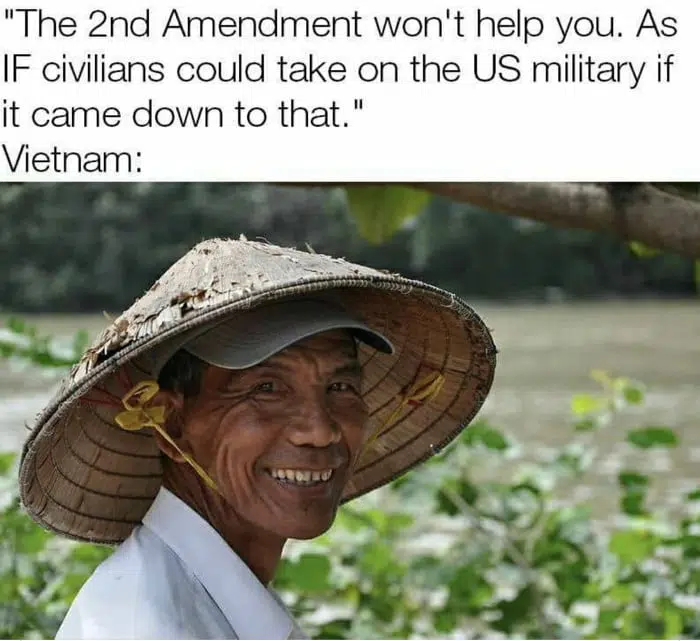 "The 2nd Amendment won't help you. As
IF civilians could take on the US military if
it came down to that."
Vietnam: